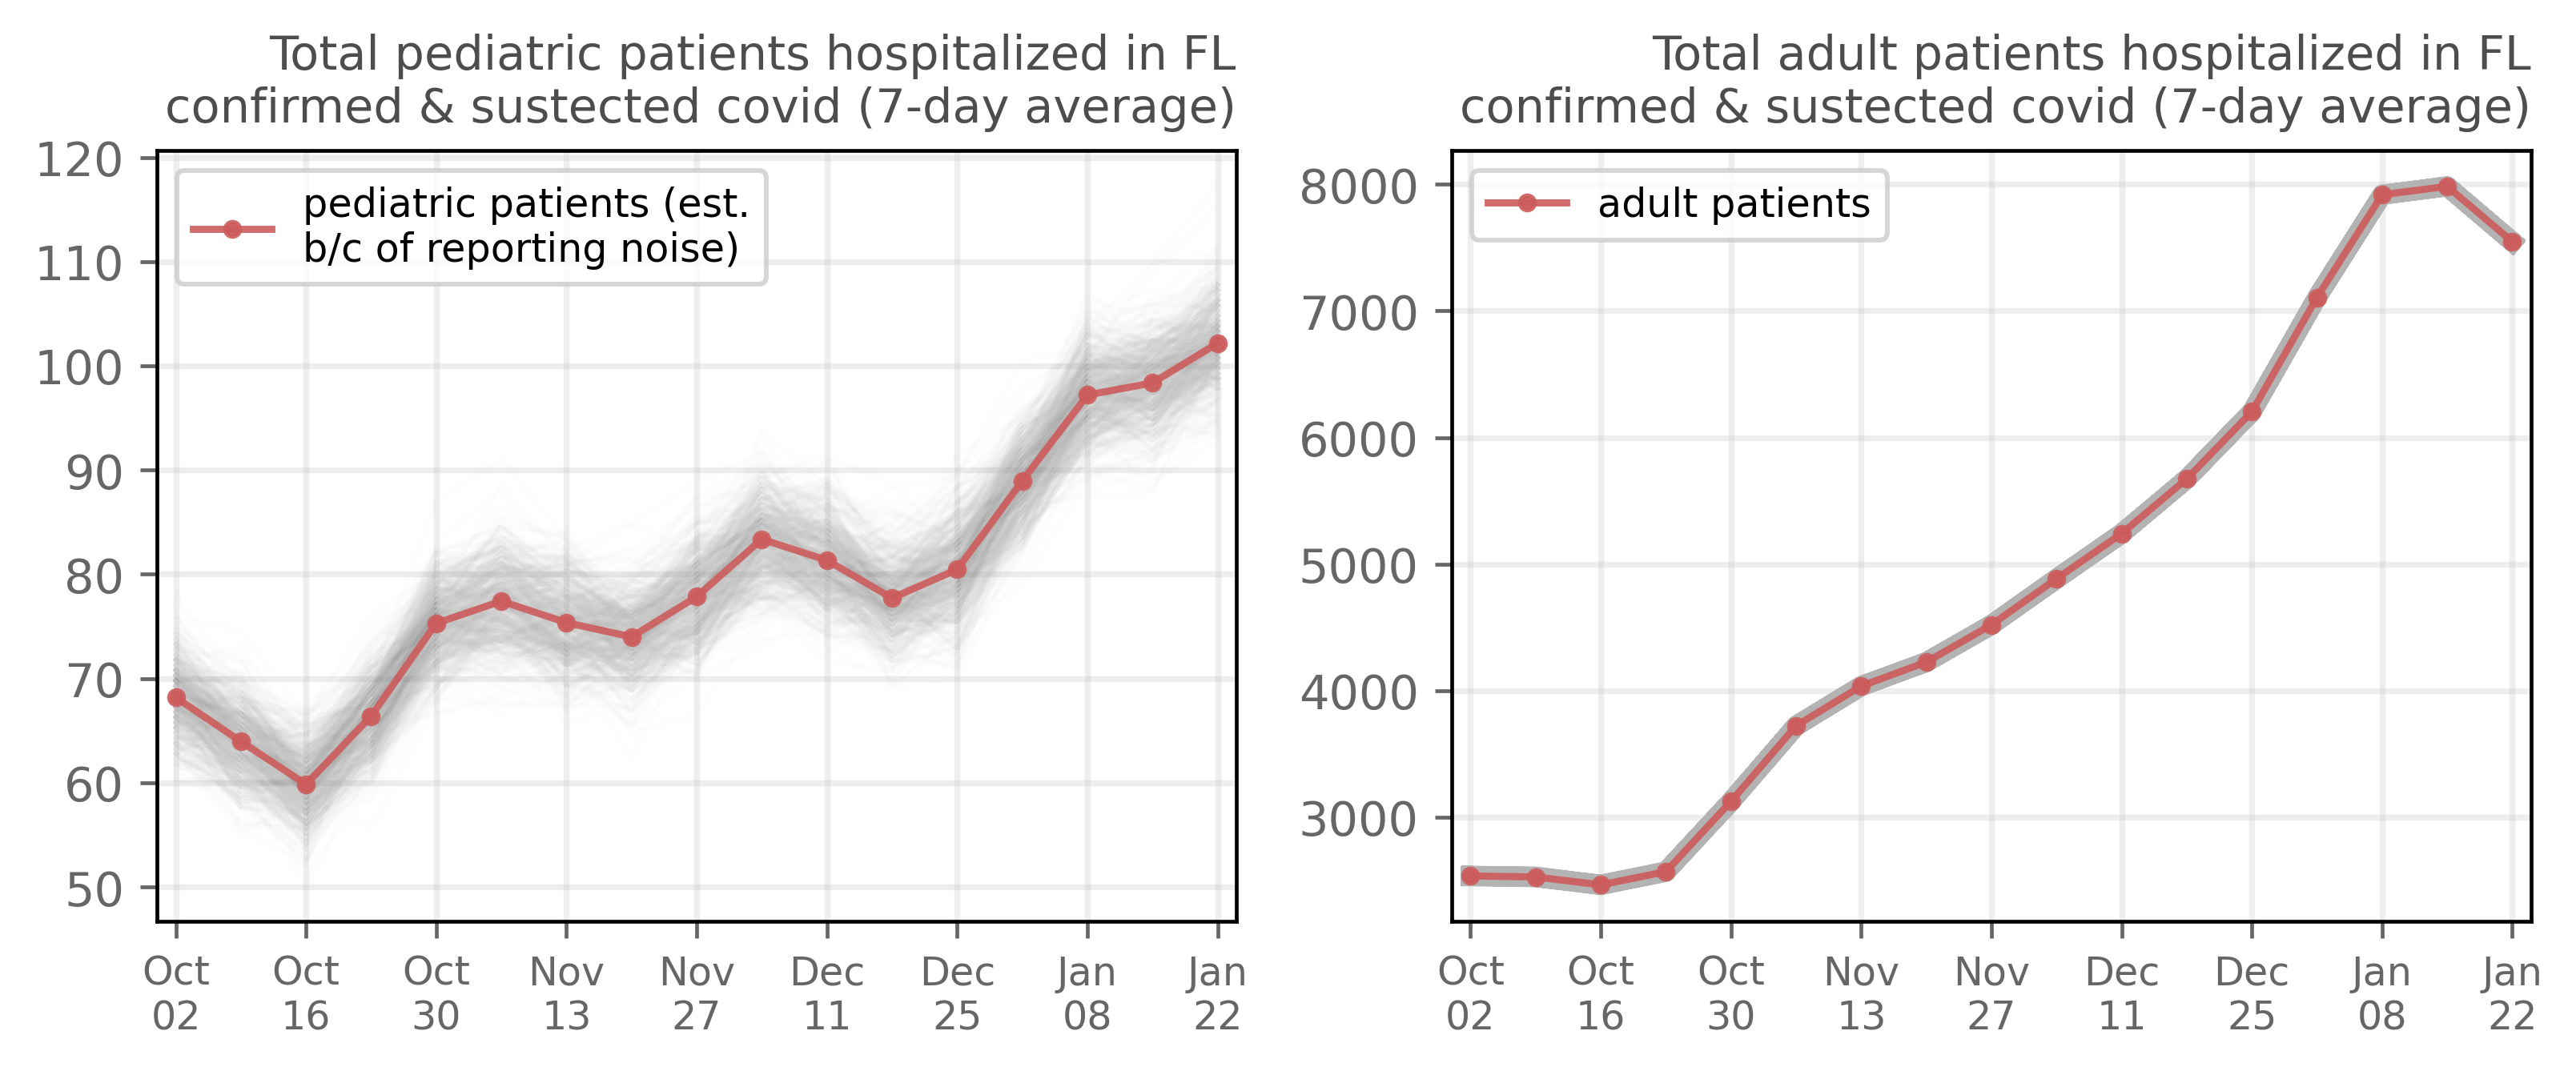 Total pediatric patients hospitalized in FL
confirmed & sustected covid (7-day average)
120
110
100
90
80
70
60
50
pediatric patients (est.
b/c of reporting noise)
Oct
02
Oct
16
Oct
30
Nov
13
Nov
27
Dec
11
Dec
25
Jan
08
Jan
22
Total adult patients hospitalized in FL
confirmed & sustected covid (7-day average)
8000
7000
6000
5000
4000
3000
adult patients
Oct
02
Oct
16
Oct
30
Nov
13
Nov
27
Dec
11
Dec
25
Jan
08
Jan
22